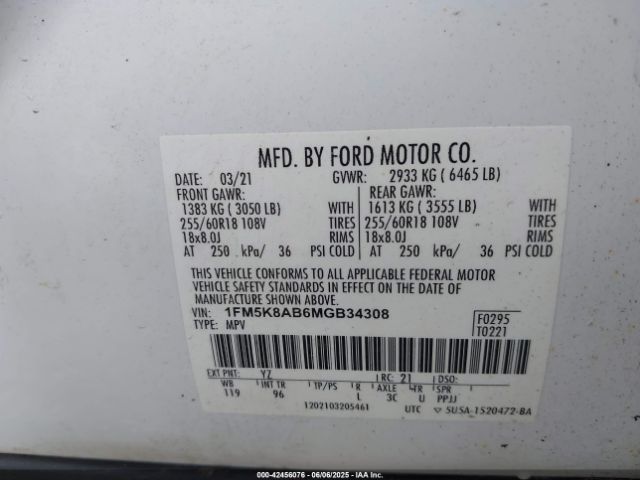 MFD. BY FORD MOTOR CO.
DATE: 03/21 GVWR: 2933 KG ( 6465 LB)
FRONT GAWR: REAR GAWR:
1383 KG ( 3050 LB) WITH 1613 KG ( 3555 LB) WITH
255/60R18 108V TIRES 255/60R18 108V TIRES
18x8.0J RIMS 18x8.0J RIMS
AT 250 kPa/ 36 PSI COLD AT 250 kPa/ 36 PSI COLD
THIS VEHICLE CONFORMS TO ALL APPLICABLE FEDERAL MOTOR
VEHICLE SAFETY STANDARDS IN EFFECT ON THE DATE OF
MANUFACTURE SHOWN ABOVE.
VIN: 1FM5K8AB6MGB34308 F0295
TYPE: MPV T0221
EXT PNT: YZ RC: 21 DSO:
WB INT TR TP/PS R AXLE TR SPR
119 96 L 3C U PPJJ
1202103205461 UTC ▽ 5USA-1520472-BA
000-42456076 - 06/06/2025 - IAAI Inc.